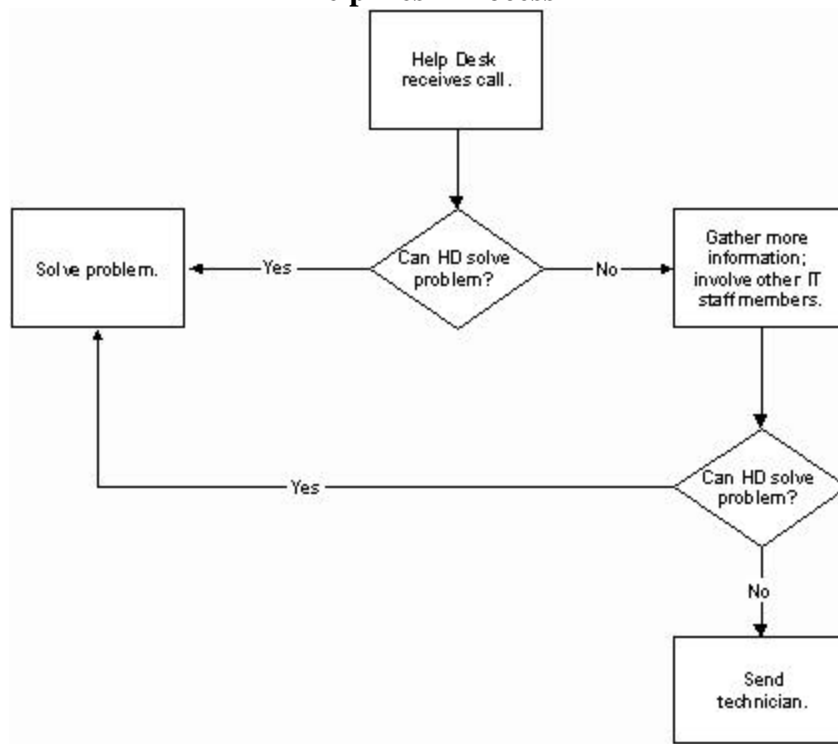 Help Desk
receives call.
Can HD solve
problem?
Yes
No
Solve problem.
Gather more
information;
involve other IT
staff members.
Can HD solve
problem?
Yes
No
Send
technician.